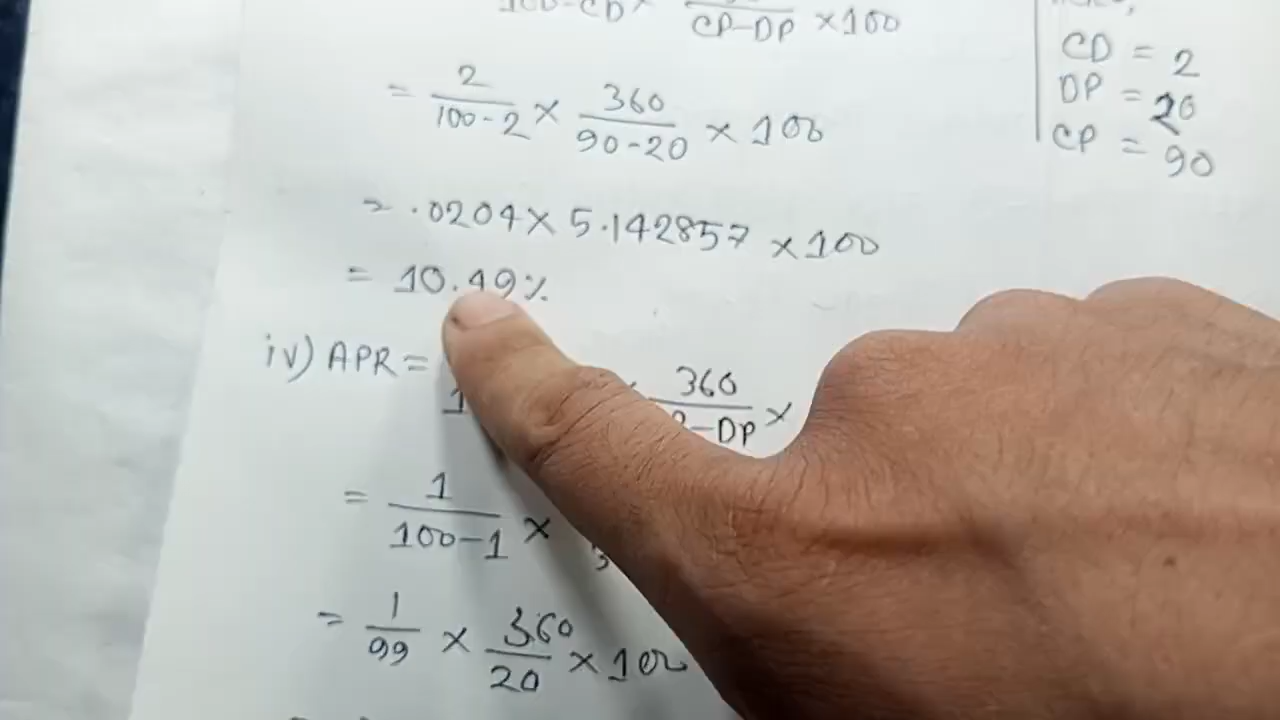 CP-DP ×100
= 2/(100-2) × 360/(90-20) × 100
= .0204 × 5.142857 × 100
= 10.49%
iv) APR =
360/ -DP ×
= 1/(100-1) ×
= 1/99 × 360/20 × 100
CD = 2
DP = 20
CP = 90